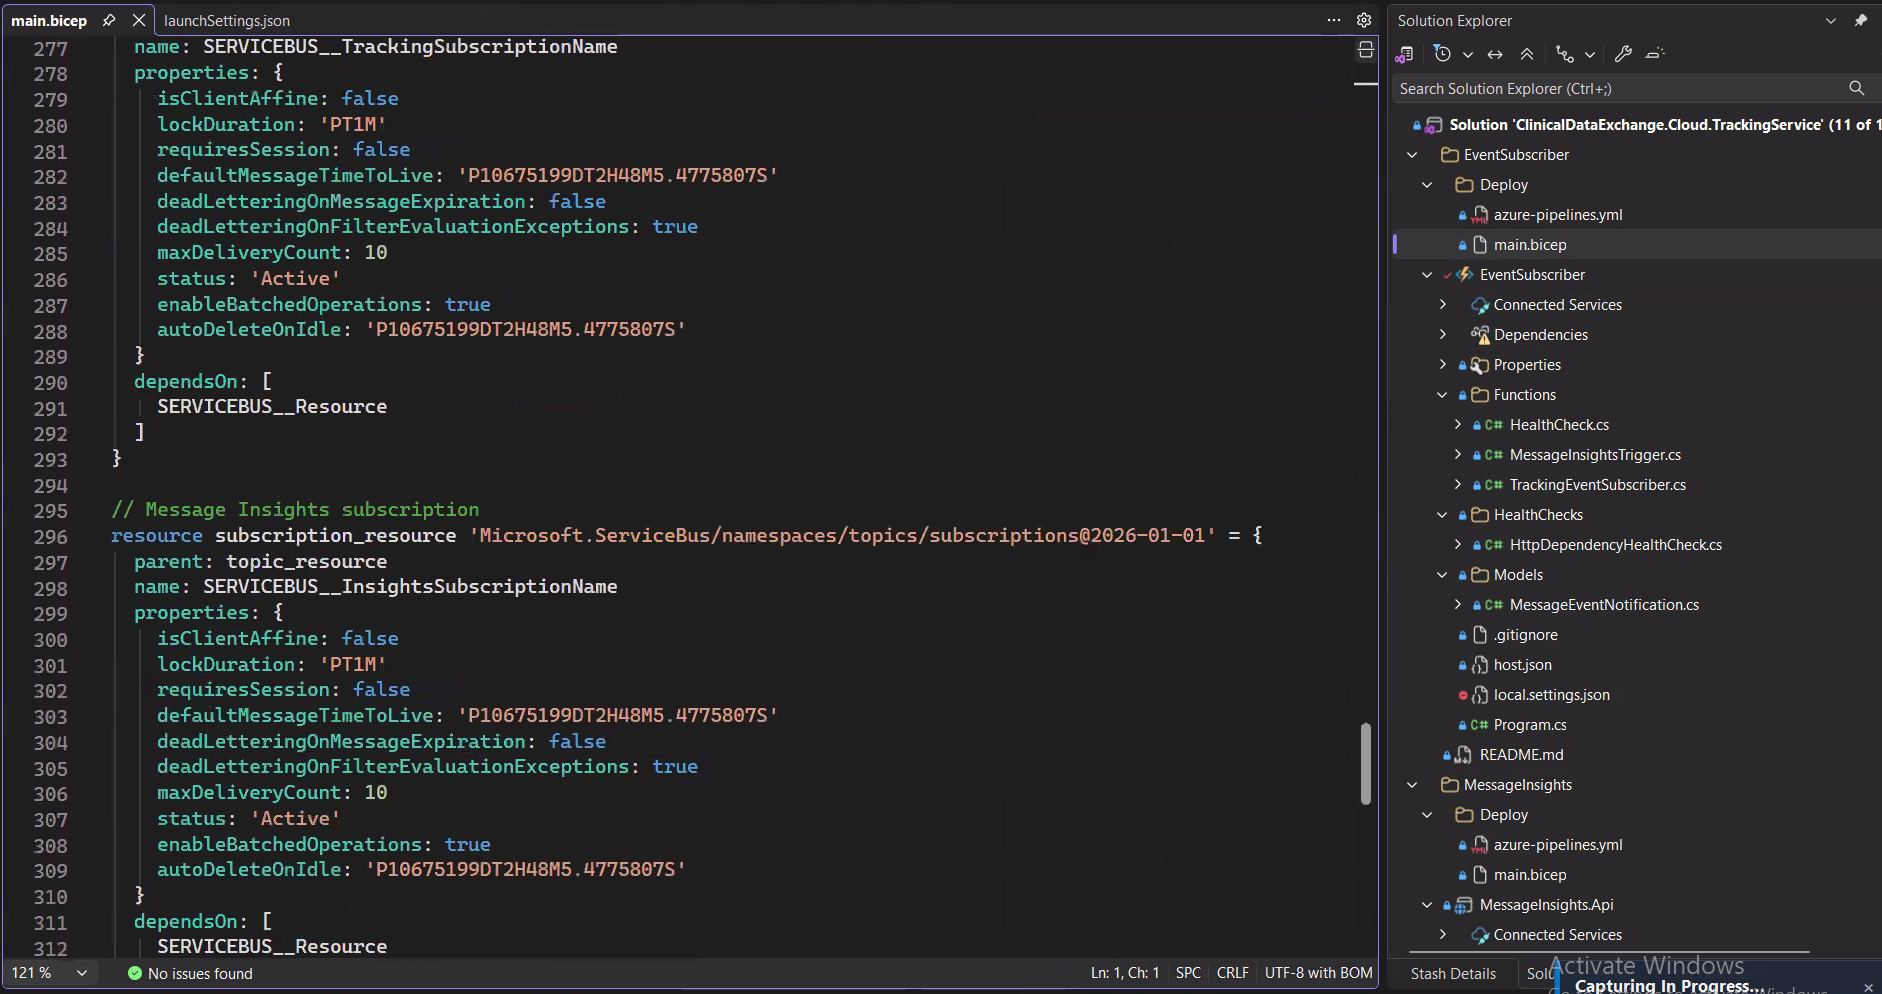 main.bicep
launchSettings.json
277 name: SERVICEBUS__TrackingSubscriptionName
278 properties: {
279 isClientAffine: false
280 lockDuration: 'PT1M'
281 requiresSession: false
282 defaultMessageTimeToLive: 'P10675199DT2H48M5.4775807S'
283 deadLetteringOnMessageExpiration: false
284 deadLetteringOnFilterEvaluationExceptions: true
285 maxDeliveryCount: 10
286 status: 'Active'
287 enableBatchedOperations: true
288 autoDeleteOnIdle: 'P10675199DT2H48M5.4775807S'
289 }
290 dependsOn: [
291 SERVICEBUS__Resource
292 ]
293 }
294
295 // Message Insights subscription
296 resource subscription_resource 'Microsoft.ServiceBus/namespaces/topics/subscriptions@2026-01-01' = {
297 parent: topic_resource
298 name: SERVICEBUS__InsightsSubscriptionName
299 properties: {
300 isClientAffine: false
301 lockDuration: 'PT1M'
302 requiresSession: false
303 defaultMessageTimeToLive: 'P10675199DT2H48M5.4775807S'
304 deadLetteringOnMessageExpiration: false
305 deadLetteringOnFilterEvaluationExceptions: true
306 maxDeliveryCount: 10
307 status: 'Active'
308 enableBatchedOperations: true
309 autoDeleteOnIdle: 'P10675199DT2H48M5.4775807S'
310 }
311 dependsOn: [
312 SERVICEBUS__Resource
121 %
No issues found
Ln: 1, Ch: 1 SPC CRLF UTF-8 with BOM
Solution Explorer
Search Solution Explorer (Ctrl+;)
Solution 'ClinicalDataExchange.Cloud.TrackingService' (11 of 1
EventSubscriber
Deploy
azure-pipelines.yml
main.bicep
EventSubscriber
Connected Services
Dependencies
Properties
Functions
C# HealthCheck.cs
C# MessageInsightsTrigger.cs
C# TrackingEventSubscriber.cs
HealthChecks
C# HttpDependencyHealthCheck.cs
Models
C# MessageEventNotification.cs
.gitignore
host.json
local.settings.json
C# Program.cs
README.md
MessageInsights
Deploy
azure-pipelines.yml
main.bicep
MessageInsights.Api
Connected Services
Stash Details
Solu
Activate Windows
Capturing In Progress...